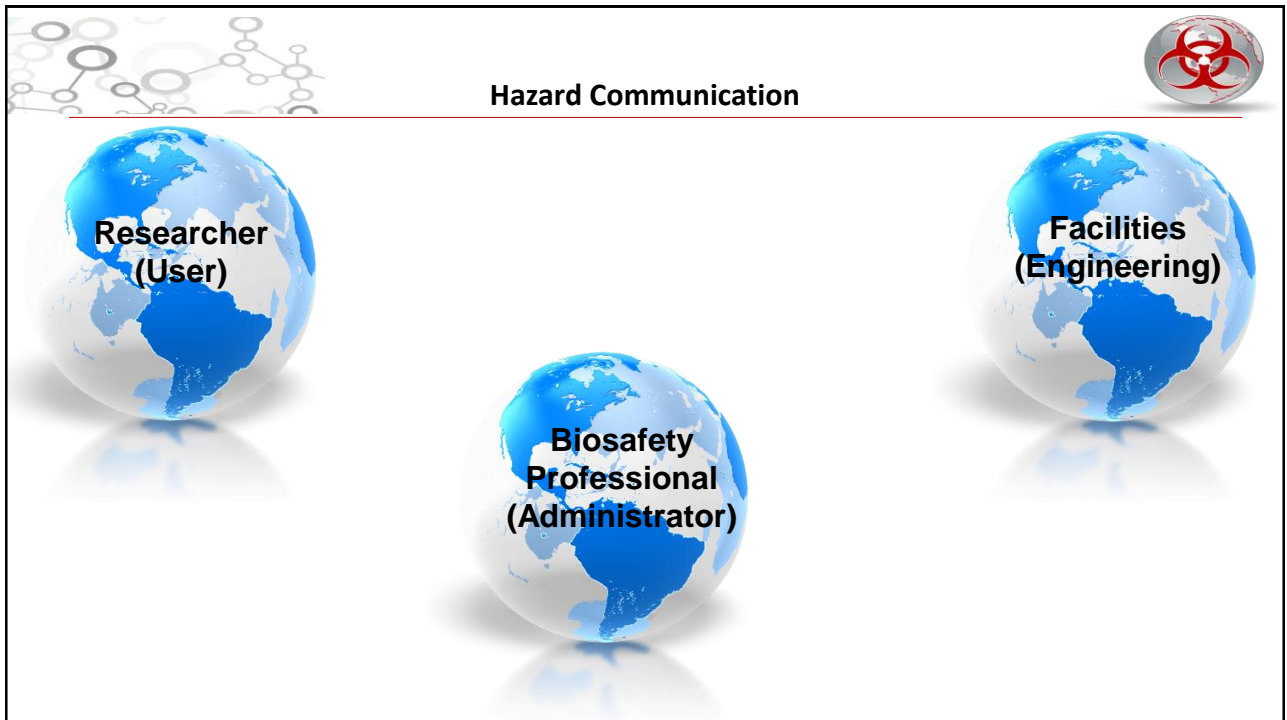 Hazard Communication
Researcher
(User)
Facilities
(Engineering)
Biosafety
Professional
(Administrator)